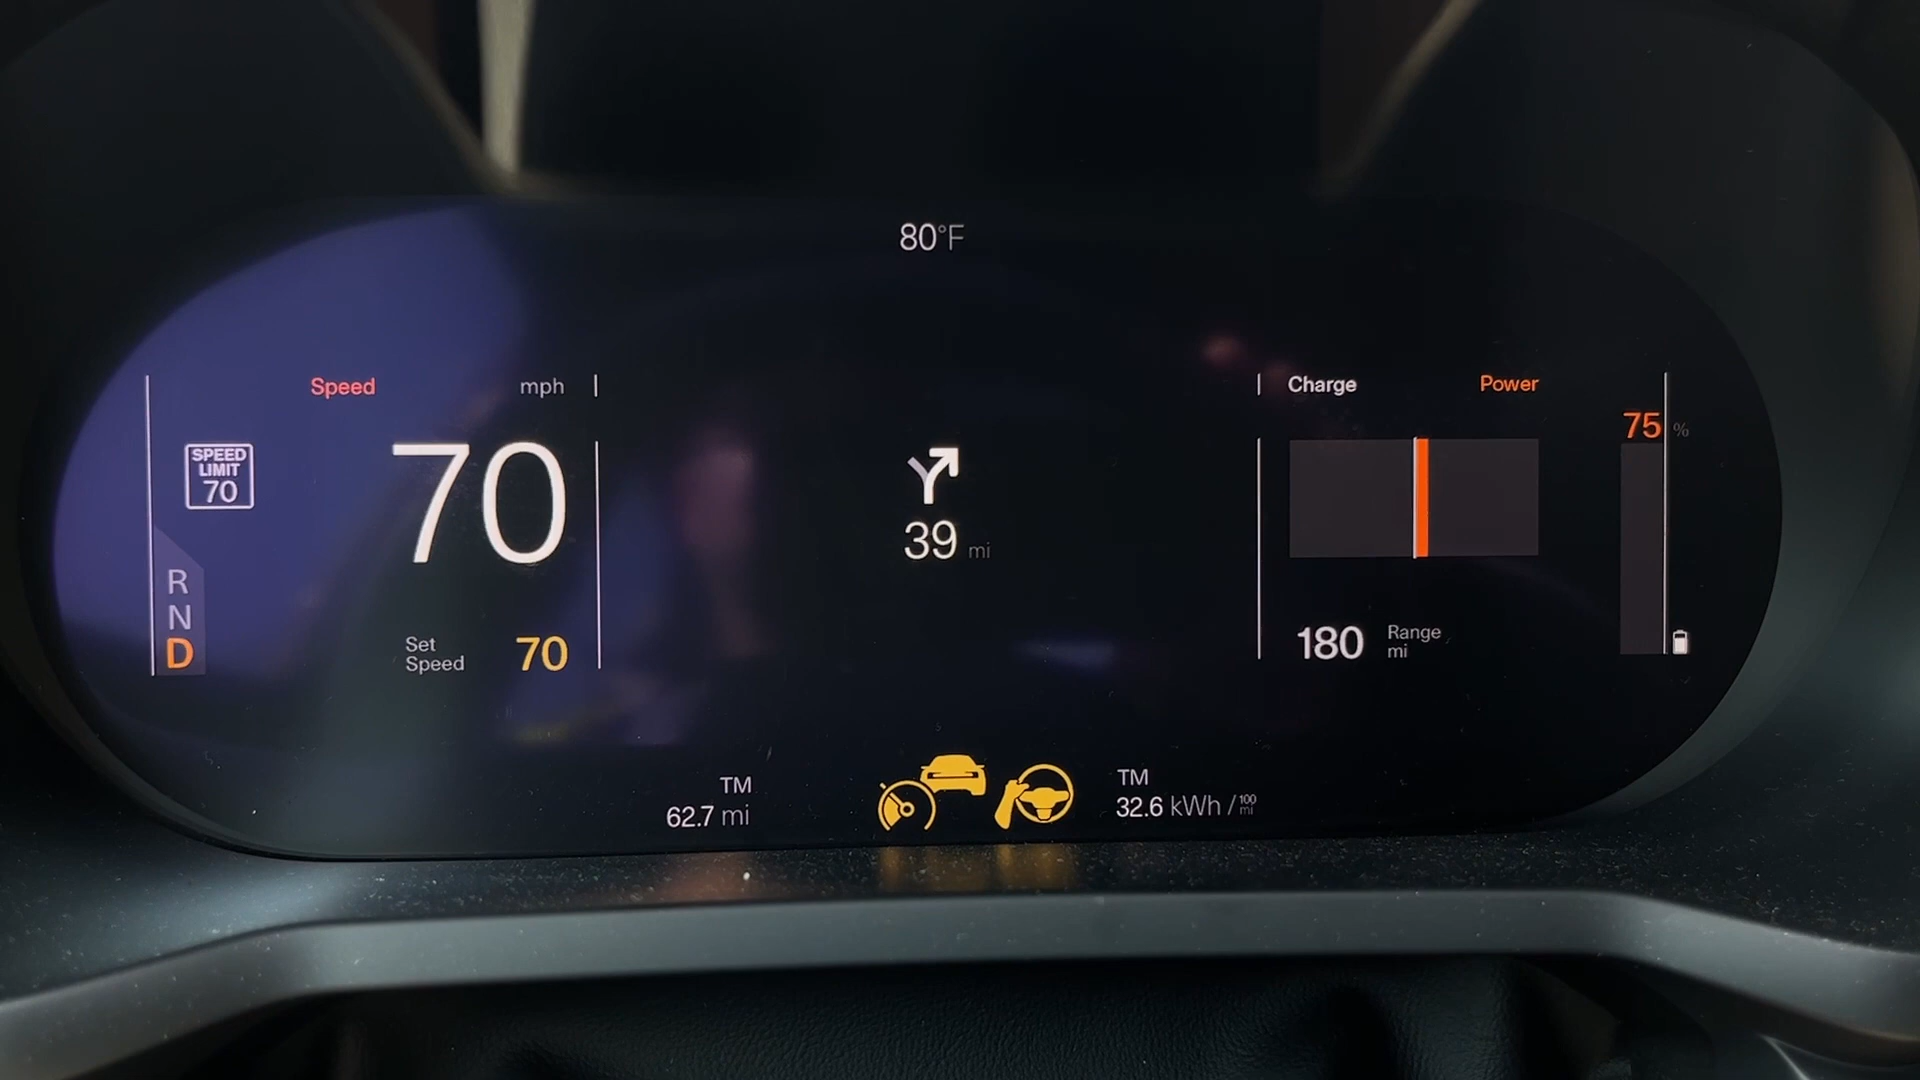 80°F
Speed mph
SPEED
LIMIT
70
70
R
N
D
Set
Speed
70
39 mi
Charge Power
75 %
180 Range
mi
TM
62.7 mi
TM
32.6 kWh / 100
mi